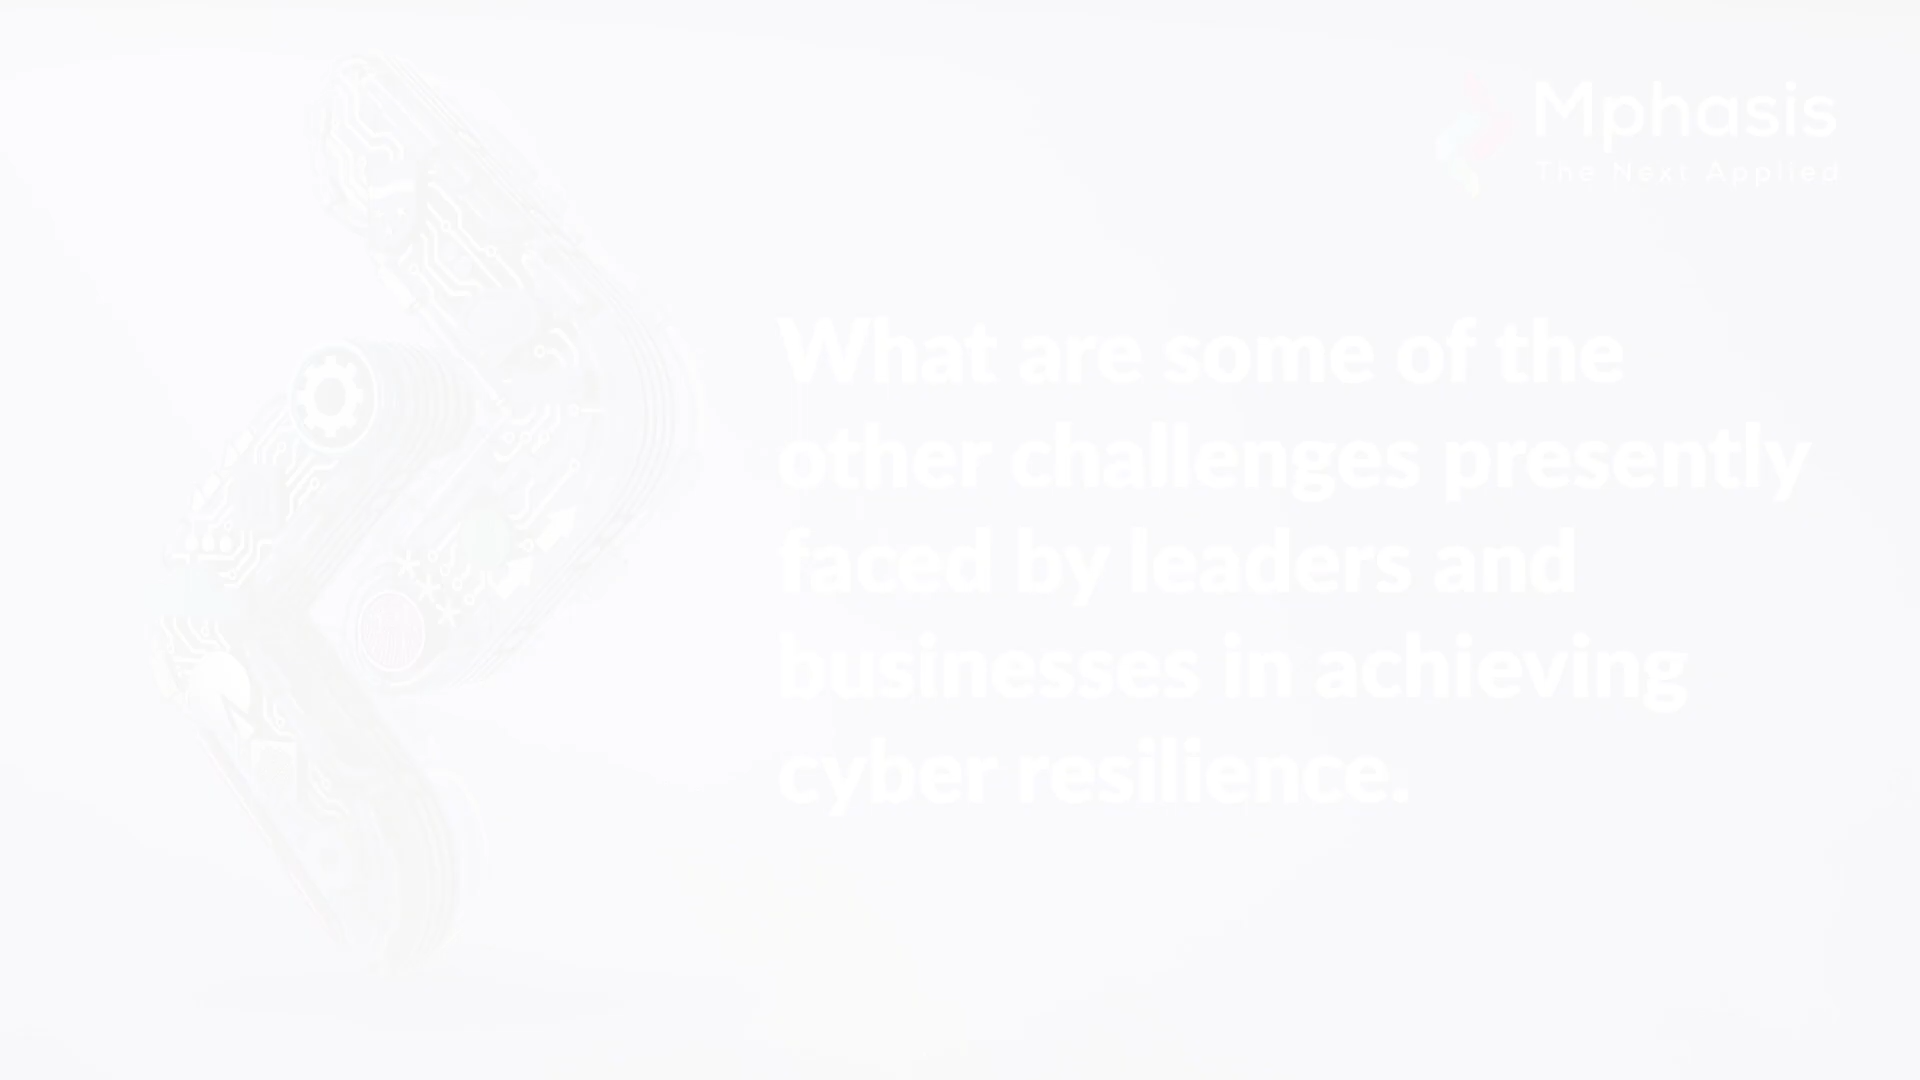 Mphasis
The Next Applied
What are some of the
other challenges presently
faced by leaders and
businesses in achieving
cyber resilience.